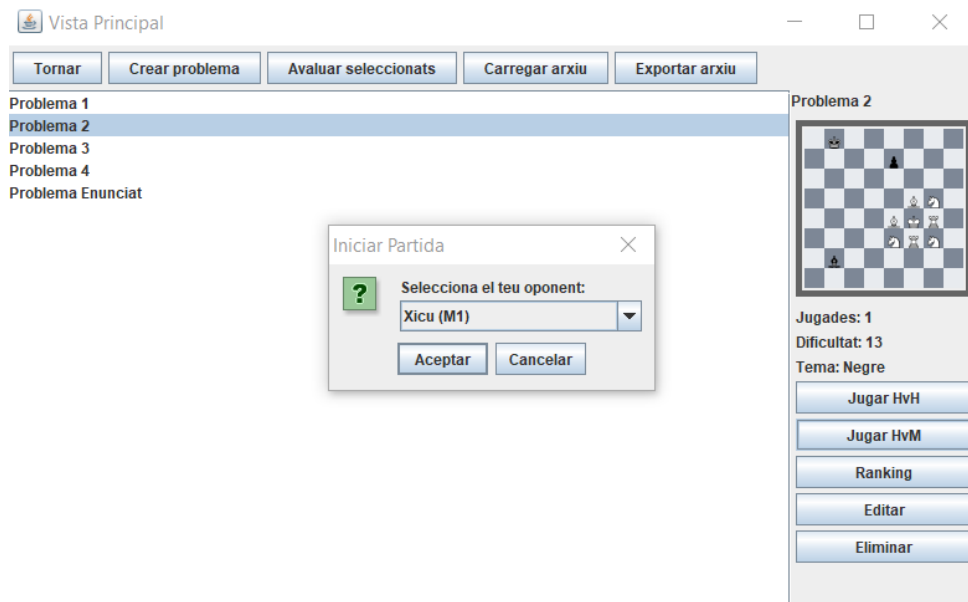 Vista Principal
Tornar Crear problema Avaluar seleccionats Carregar arxiu Exportar arxiu
Problema 1
Problema 2
Problema 3
Problema 4
Problema Enunciat
Iniciar Partida
?
Selecciona el teu oponent:
Xicu (M1)
Aceptar Cancelar
Problema 2
Jugades: 1
Dificultat: 13
Tema: Negre
Jugar HvH
Jugar HvM
Ranking
Editar
Eliminar